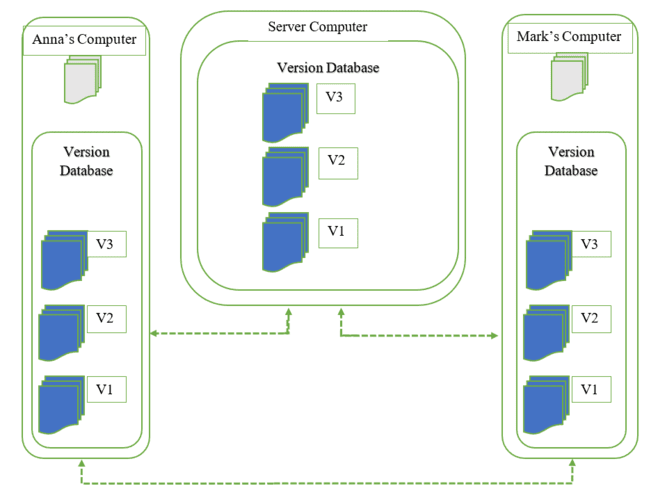 Anna's Computer
Version
Database
V3
V2
V1
Server Computer
Version Database
V3
V2
V1
Mark's Computer
Version
Database
V3
V2
V1